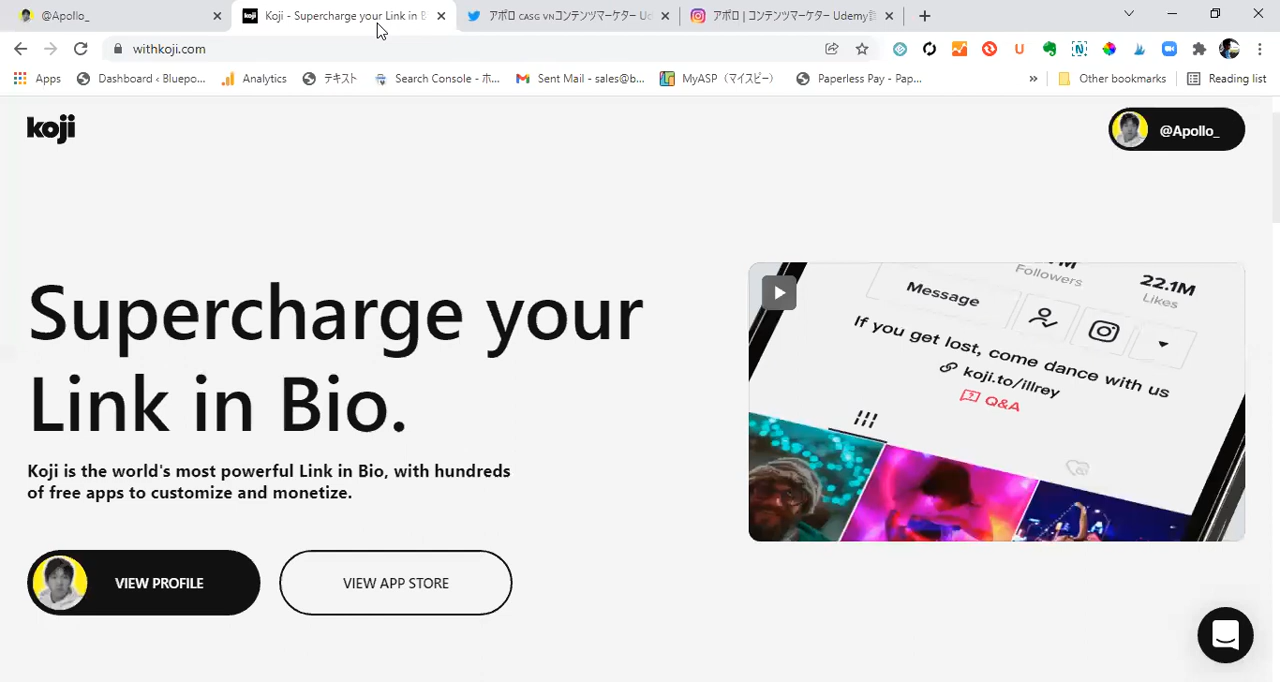 @Apollo_
Koji - Supercharge your Link in B
アポロ ᴄᴀsɢ ᴠɴコンテンツマーケター Ud
アポロ | コンテンツマーケター Udemy
withkoji.com
Apps
Dashboard ‹ Bluepo...
Analytics
テキスト
Search Console - ホ...
Sent Mail - sales@b...
MyASP（マイスピー）
Paperless Pay - Pap...
»
Other bookmarks
Reading list
koji
@Apollo_
Supercharge your
Link in Bio.
Koji is the world's most powerful Link in Bio, with hundreds
of free apps to customize and monetize.
VIEW PROFILE
VIEW APP STORE
Followers
22.1M
Likes
Message
If you get lost, come dance with us
koji.to/illrey
Q&A